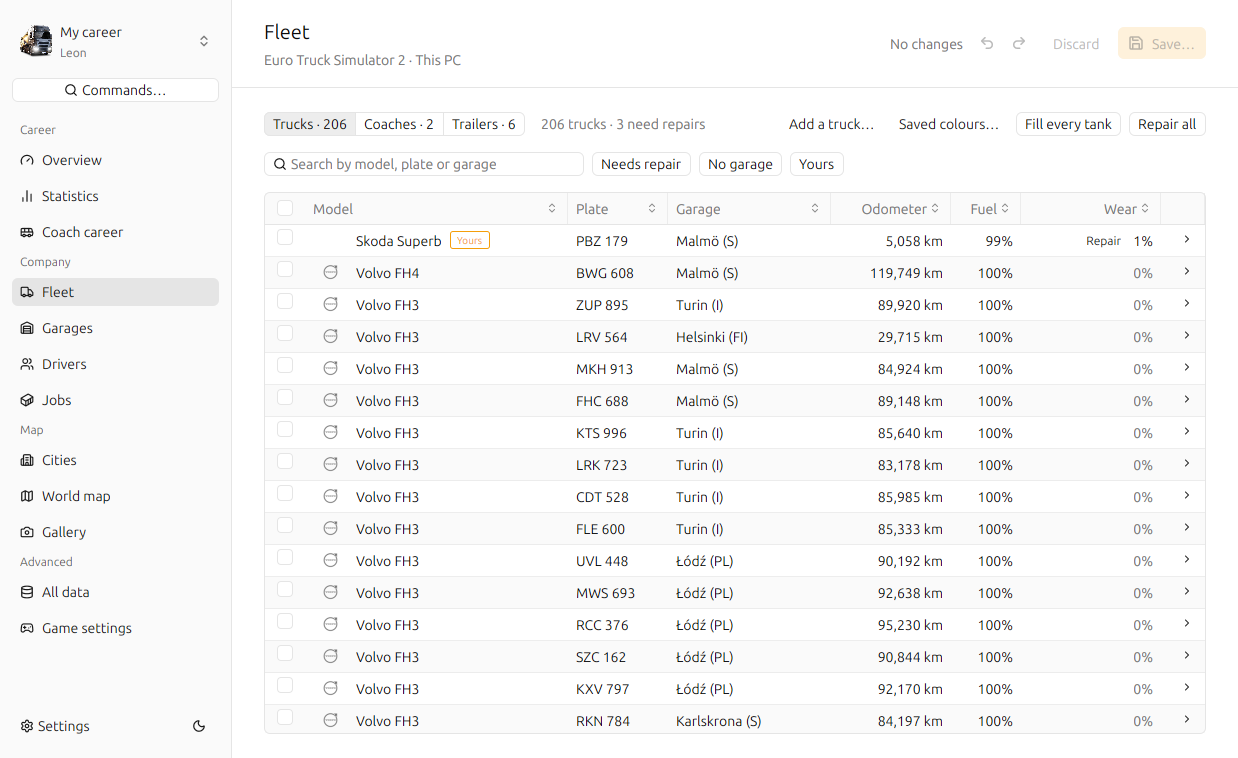 My career
Leon
Commands…
Career
Overview
Statistics
Coach career
Company
Fleet
Garages
Drivers
Jobs
Map
Cities
World map
Gallery
Advanced
All data
Game settings
Settings
Fleet
Euro Truck Simulator 2 · This PC
No changes
Discard
Save…
Trucks · 206
Coaches · 2
Trailers · 6
206 trucks · 3 need repairs
Add a truck…
Saved colours…
Fill every tank
Repair all
Search by model, plate or garage
Needs repair
No garage
Yours
Model Plate Garage Odometer Fuel Wear
Skoda Superb Yours PBZ 179 Malmö (S) 5,058 km 99% Repair 1%
Volvo FH4 BWG 608 Malmö (S) 119,749 km 100% 0%
Volvo FH3 ZUP 895 Turin (I) 89,920 km 100% 0%
Volvo FH3 LRV 564 Helsinki (FI) 29,715 km 100% 0%
Volvo FH3 MKH 913 Malmö (S) 84,924 km 100% 0%
Volvo FH3 FHC 688 Malmö (S) 89,148 km 100% 0%
Volvo FH3 KTS 996 Turin (I) 85,640 km 100% 0%
Volvo FH3 LRK 723 Turin (I) 83,178 km 100% 0%
Volvo FH3 CDT 528 Turin (I) 85,985 km 100% 0%
Volvo FH3 FLE 600 Turin (I) 85,333 km 100% 0%
Volvo FH3 UVL 448 Łódź (PL) 90,192 km 100% 0%
Volvo FH3 MWS 693 Łódź (PL) 92,638 km 100% 0%
Volvo FH3 RCC 376 Łódź (PL) 95,230 km 100% 0%
Volvo FH3 SZC 162 Łódź (PL) 90,844 km 100% 0%
Volvo FH3 KXV 797 Łódź (PL) 92,170 km 100% 0%
Volvo FH3 RKN 784 Karlskrona (S) 84,197 km 100% 0%